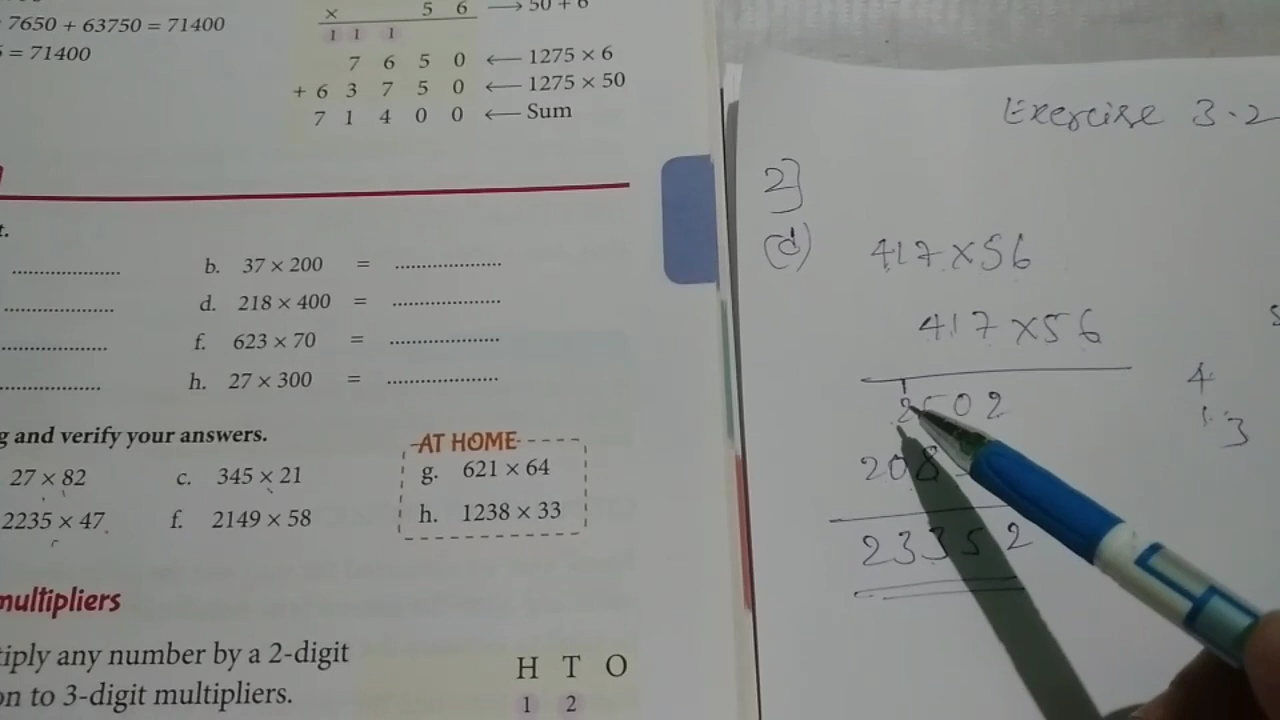 7650 + 63750 = 71400
= 71400
× 5 6 → 50 + 6
1 1 1
7 6 5 0 ← 1275 × 6
+ 6 3 7 5 0 ← 1275 × 50
7 1 4 0 0 ← Sum
t.
.................... b. 37 × 200 = ....................
.................... d. 218 × 400 = ....................
.................... f. 623 × 70 = ....................
.................... h. 27 × 300 = ....................
g and verify your answers.
27 × 82 c. 345 × 21
2235 × 47 f. 2149 × 58
AT HOME
g. 621 × 64
h. 1238 × 33
multipliers
iply any number by a 2-digit
on to 3-digit multipliers.
H T O
1 2
Exercise 3.2
2]
(d) 417×56
417×56
1
2502
208
23352
4
1 3